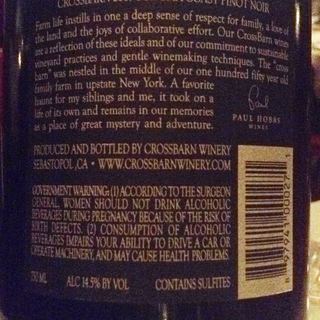 CROSSBARN PINOT NOIR
Farm life instills in one a deep sense of respect for family, a love of
the land and the joys of collaborative effort. Our CrossBarn wines
are a reflection of these ideals and of our commitment to sustainable
vineyard practices and gentle winemaking techniques. The "cross
barn" was nestled in the middle of our one hundred fifty year old
family farm in upstate New York. A favorite
haunt for my siblings and me, it took on a
life of its own and remains in our memories
as a place of great mystery and adventure.
Paul
PAUL HOBBS
WINES
PRODUCED AND BOTTLED BY CROSSBARN WINERY
SEBASTOPOL, CA • WWW.CROSSBARNWINERY.COM
GOVERNMENT WARNING: (1) ACCORDING TO THE SURGEON
GENERAL, WOMEN SHOULD NOT DRINK ALCOHOLIC
BEVERAGES DURING PREGNANCY BECAUSE OF THE RISK OF
BIRTH DEFECTS. (2) CONSUMPTION OF ALCOHOLIC
BEVERAGES IMPAIRS YOUR ABILITY TO DRIVE A CAR OR
OPERATE MACHINERY, AND MAY CAUSE HEALTH PROBLEMS.
750 ML ALC 14.5% BY VOL CONTAINS SULFITES
8 97941 00027 1